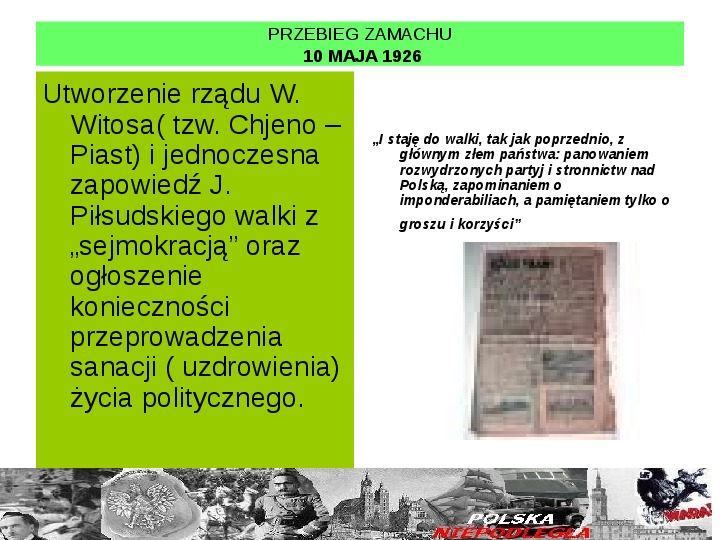 PRZEBIEG ZAMACHU
10 MAJA 1926
Utworzenie rządu W.
Witosa( tzw. Chjeno –
Piast) i jednoczesna
zapowiedź J.
Piłsudskiego walki z
„sejmokracją” oraz
ogłoszenie
konieczności
przeprowadzenia
sanacji ( uzdrowienia)
życia politycznego.
„I staję do walki, tak jak poprzednio, z
głównym złem państwa: panowaniem
rozwydrzonych partyj i stronnictw nad
Polską, zapominaniem o
imponderabiliach, a pamiętaniem tylko o
groszu i korzyści”
POLSKA
NIEPODLEGŁA